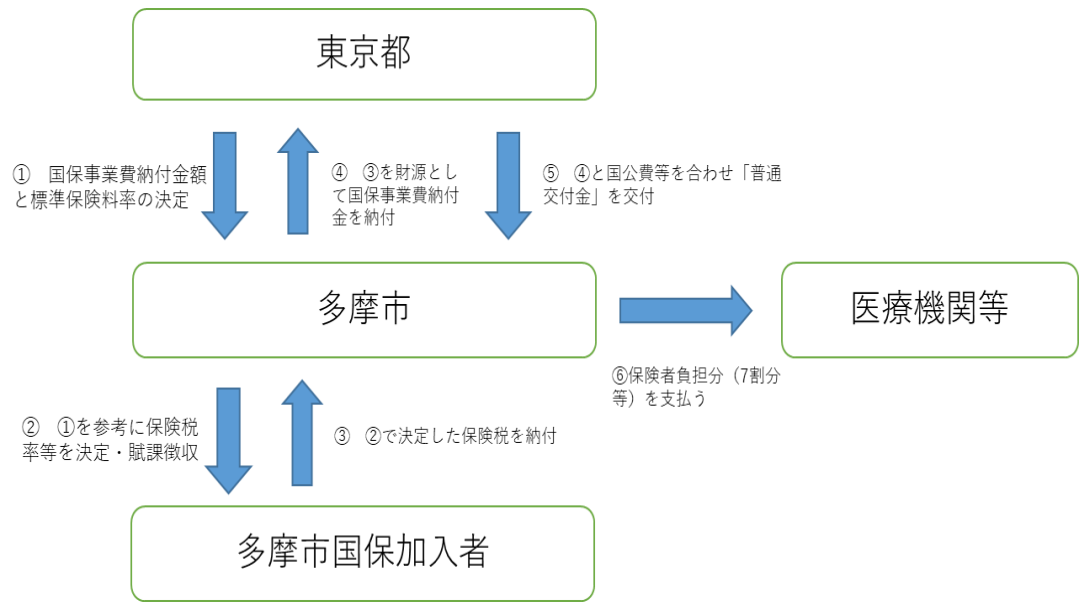 東京都
①　国保事業費納付金額
と標準保険料率の決定
④　③を財源とし
て国保事業費納付
金を納付
⑤　④と国公費等を合わせ「普通
交付金」を交付
多摩市
医療機関等
⑥保険者負担分（7割分
等）を支払う
②　①を参考に保険税
率等を決定・賦課徴収
③　②で決定した保険税を納付
多摩市国保加入者